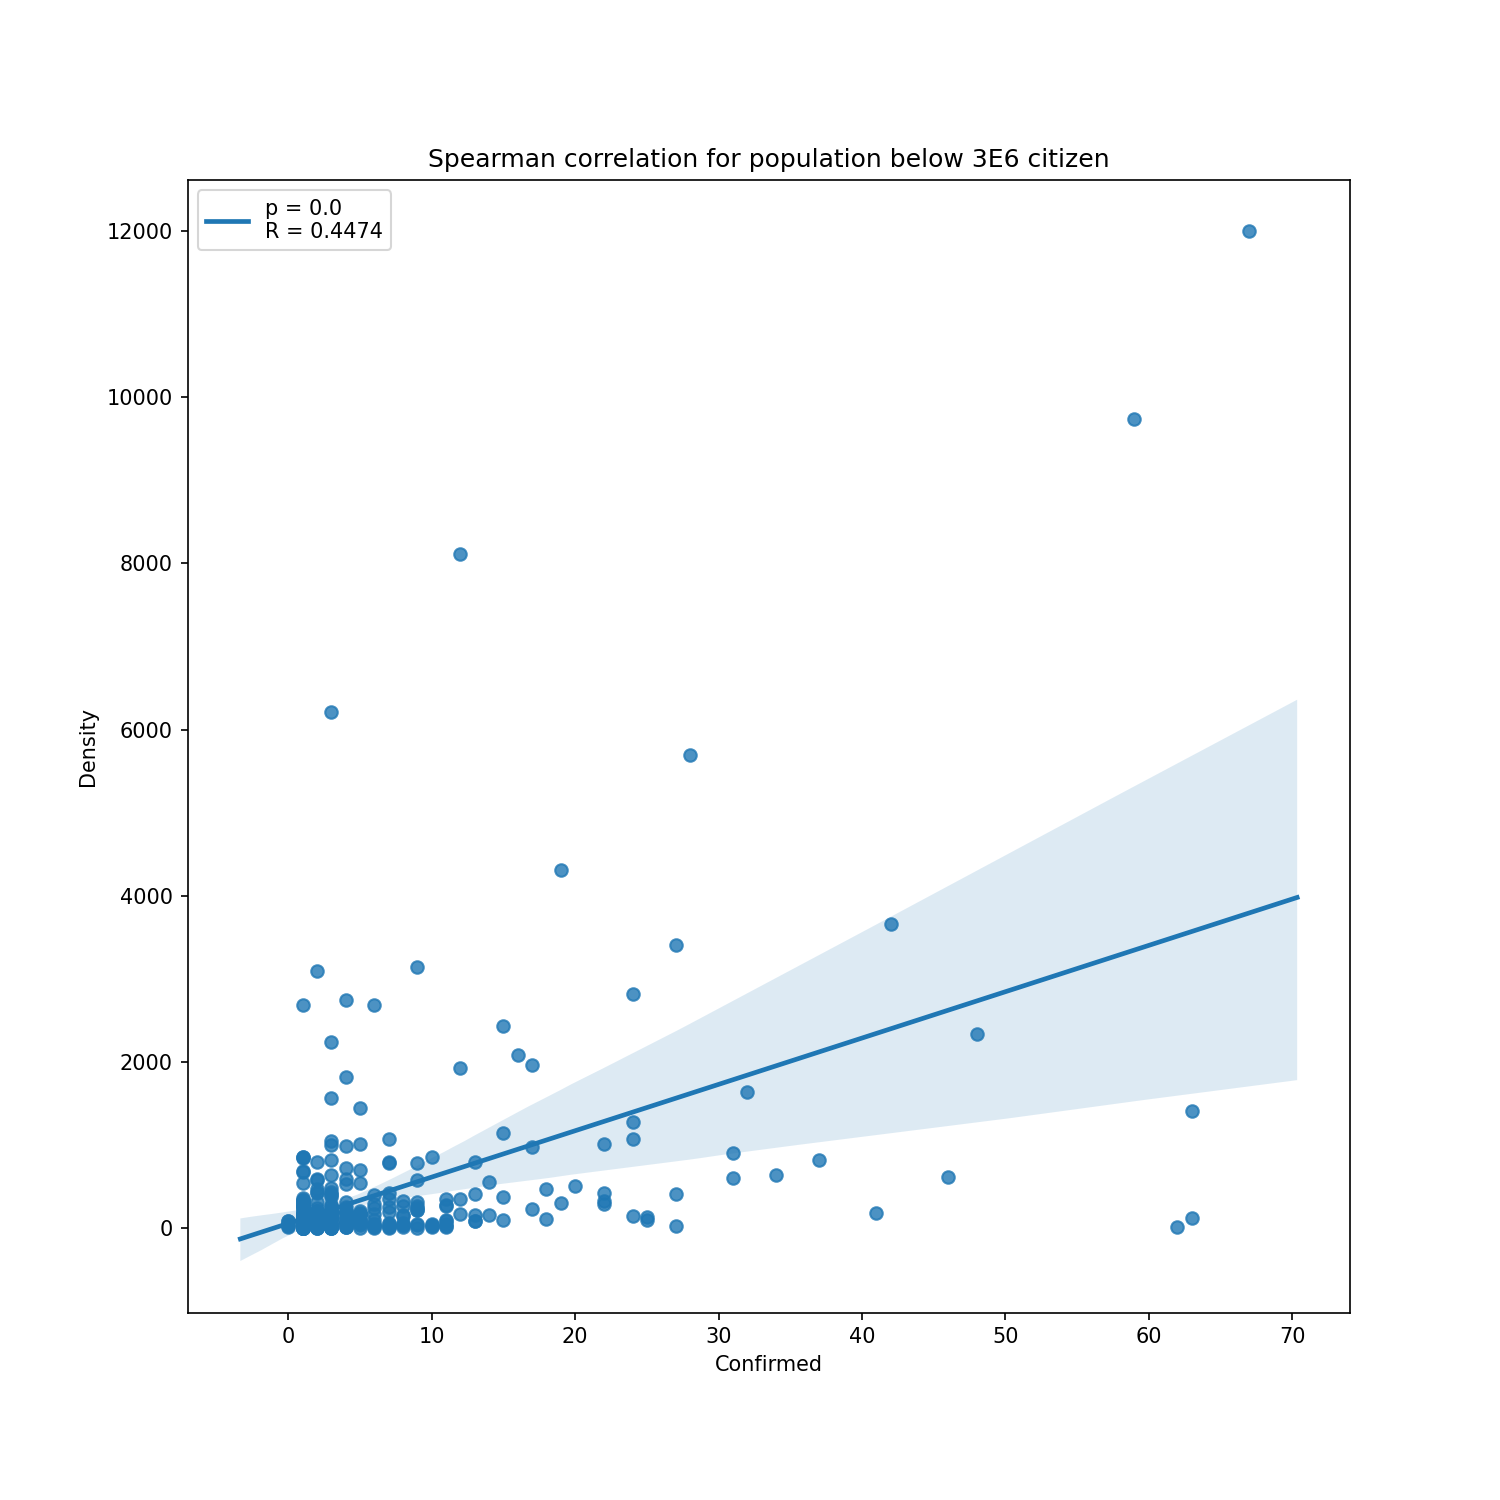 Spearman correlation for population below 3E6 citizen
p = 0.0
R = 0.4474
12000
10000
8000
6000
4000
2000
0
Density
0 10 20 30 40 50 60 70
Confirmed